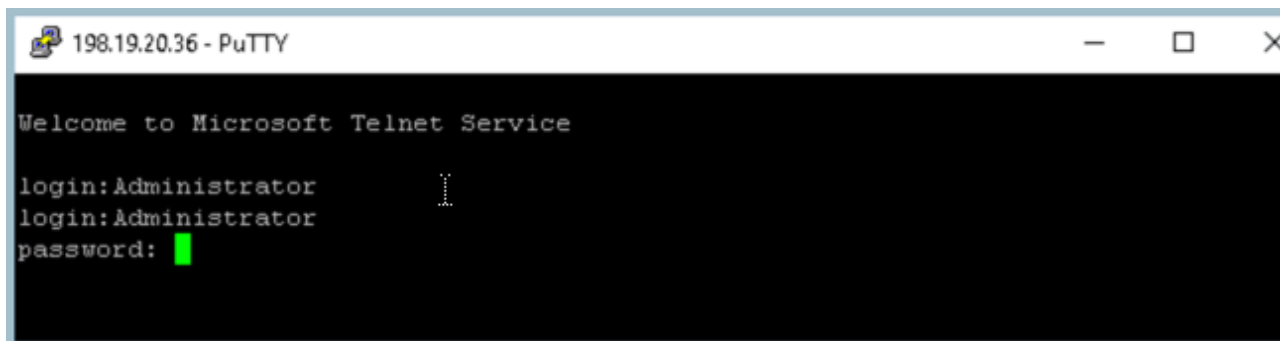 198.19.20.36 - PuTTY
Welcome to Microsoft Telnet Service
login:Administrator
login:Administrator
password: